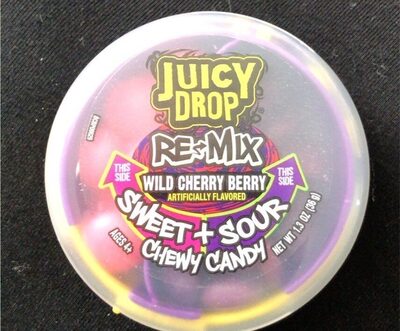 JUICY
DROP
RE+MIX
THIS
SIDE
WILD CHERRY BERRY
THIS
SIDE
ARTIFICIALLY FLAVORED
SWEET + SOUR
CHEWY CANDY
AGES 4+
NET WT 1.3 OZ (36 g)